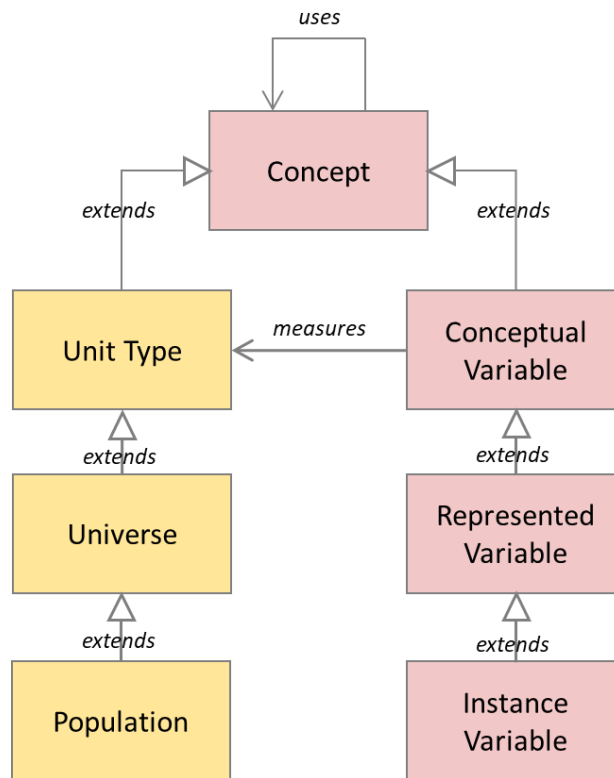 uses
Concept
extends
extends
Unit Type
measures
Conceptual
Variable
extends
extends
Universe
Represented
Variable
extends
extends
Population
Instance
Variable